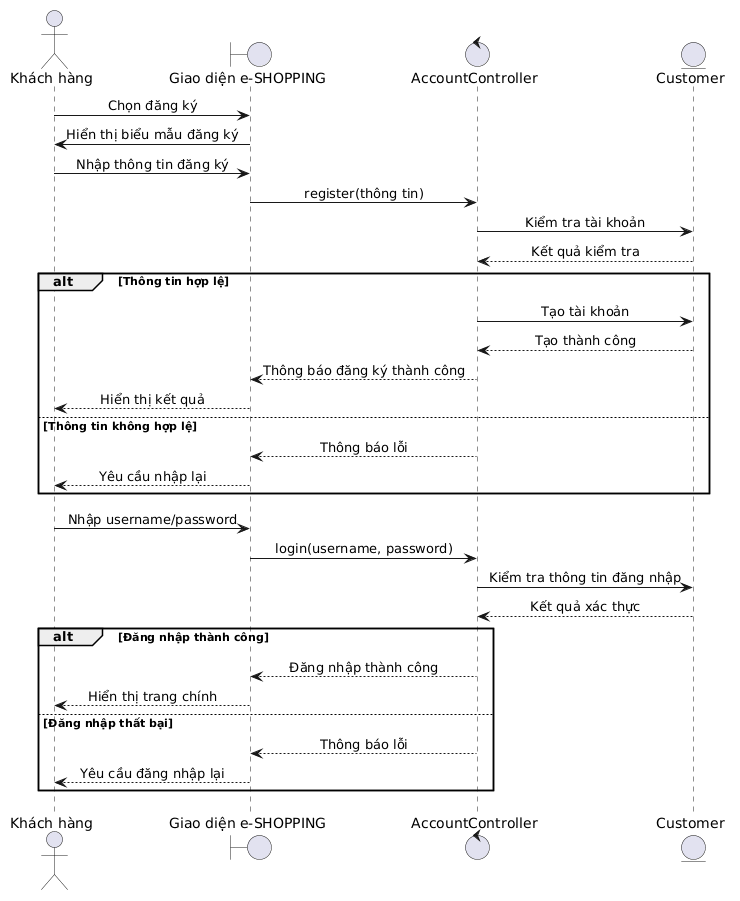 Khách hàng
Giao diện e-SHOPPING
AccountController
Customer
Chọn đăng ký
Hiển thị biểu mẫu đăng ký
Nhập thông tin đăng ký
register(thông tin)
Kiểm tra tài khoản
Kết quả kiểm tra
alt [Thông tin hợp lệ]
Tạo tài khoản
Tạo thành công
Thông báo đăng ký thành công
Hiển thị kết quả
[Thông tin không hợp lệ]
Thông báo lỗi
Yêu cầu nhập lại
Nhập username/password
login(username, password)
Kiểm tra thông tin đăng nhập
Kết quả xác thực
alt [Đăng nhập thành công]
Đăng nhập thành công
Hiển thị trang chính
[Đăng nhập thất bại]
Thông báo lỗi
Yêu cầu đăng nhập lại
Khách hàng
Giao diện e-SHOPPING
AccountController
Customer